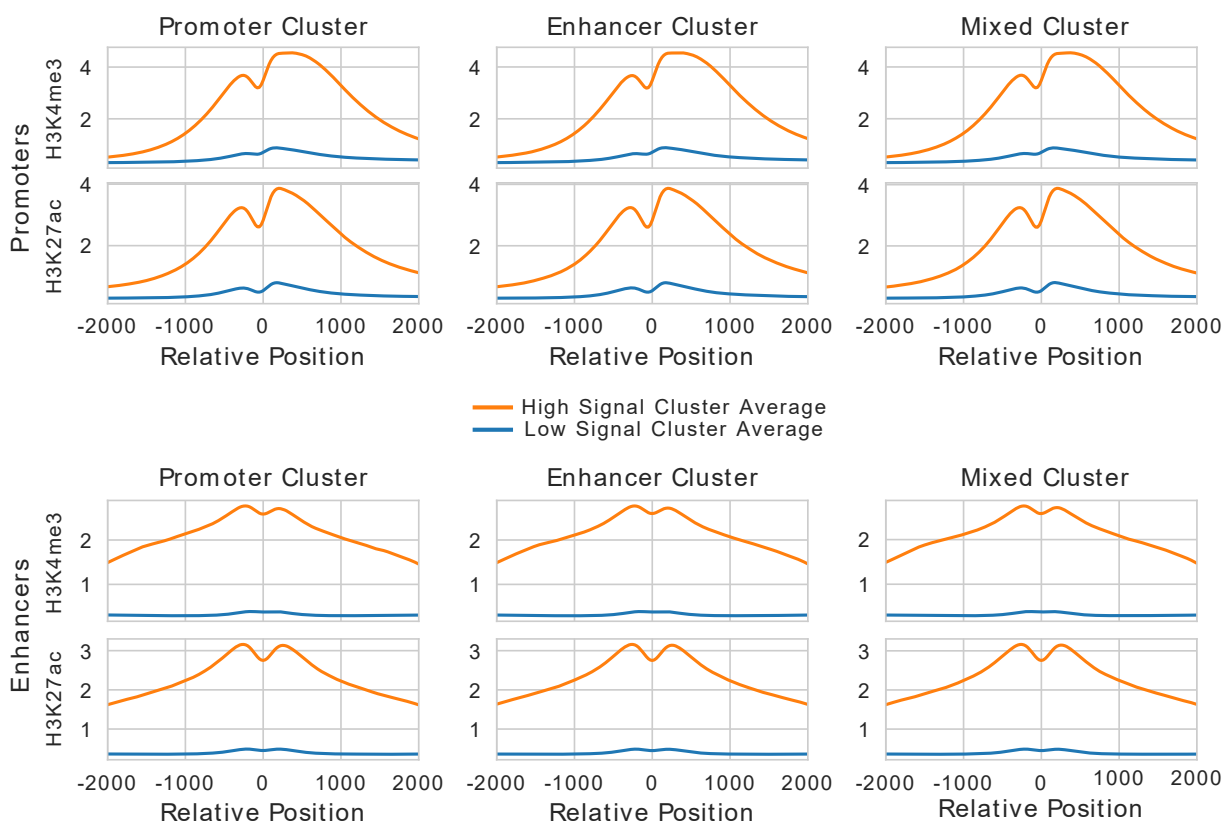 Promoter Cluster Enhancer Cluster Mixed Cluster
Promoters
H3K4me3
4 2 4 2 4 2
H3K27ac
4 2 4 2 4 2
-2000 -1000 0 1000 2000 -2000 -1000 0 1000 2000 -2000 -1000 0 1000 2000
Relative Position Relative Position Relative Position
High Signal Cluster Average
Low Signal Cluster Average
Promoter Cluster Enhancer Cluster Mixed Cluster
Enhancers
H3K4me3
2 1 2 1 2 1
H3K27ac
3 2 1 3 2 1 3 2 1
-2000 -1000 0 1000 2000 -2000 -1000 0 1000 2000 -2000 -1000 0 1000 2000
Relative Position Relative Position Relative Position